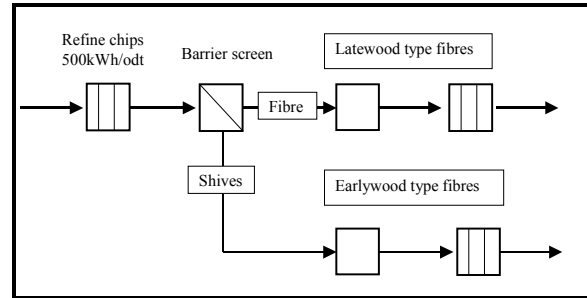 Refine chips
500kWh/odt
Barrier screen
Latewood type fibres
Fibre
Shives
Earlywood type fibres